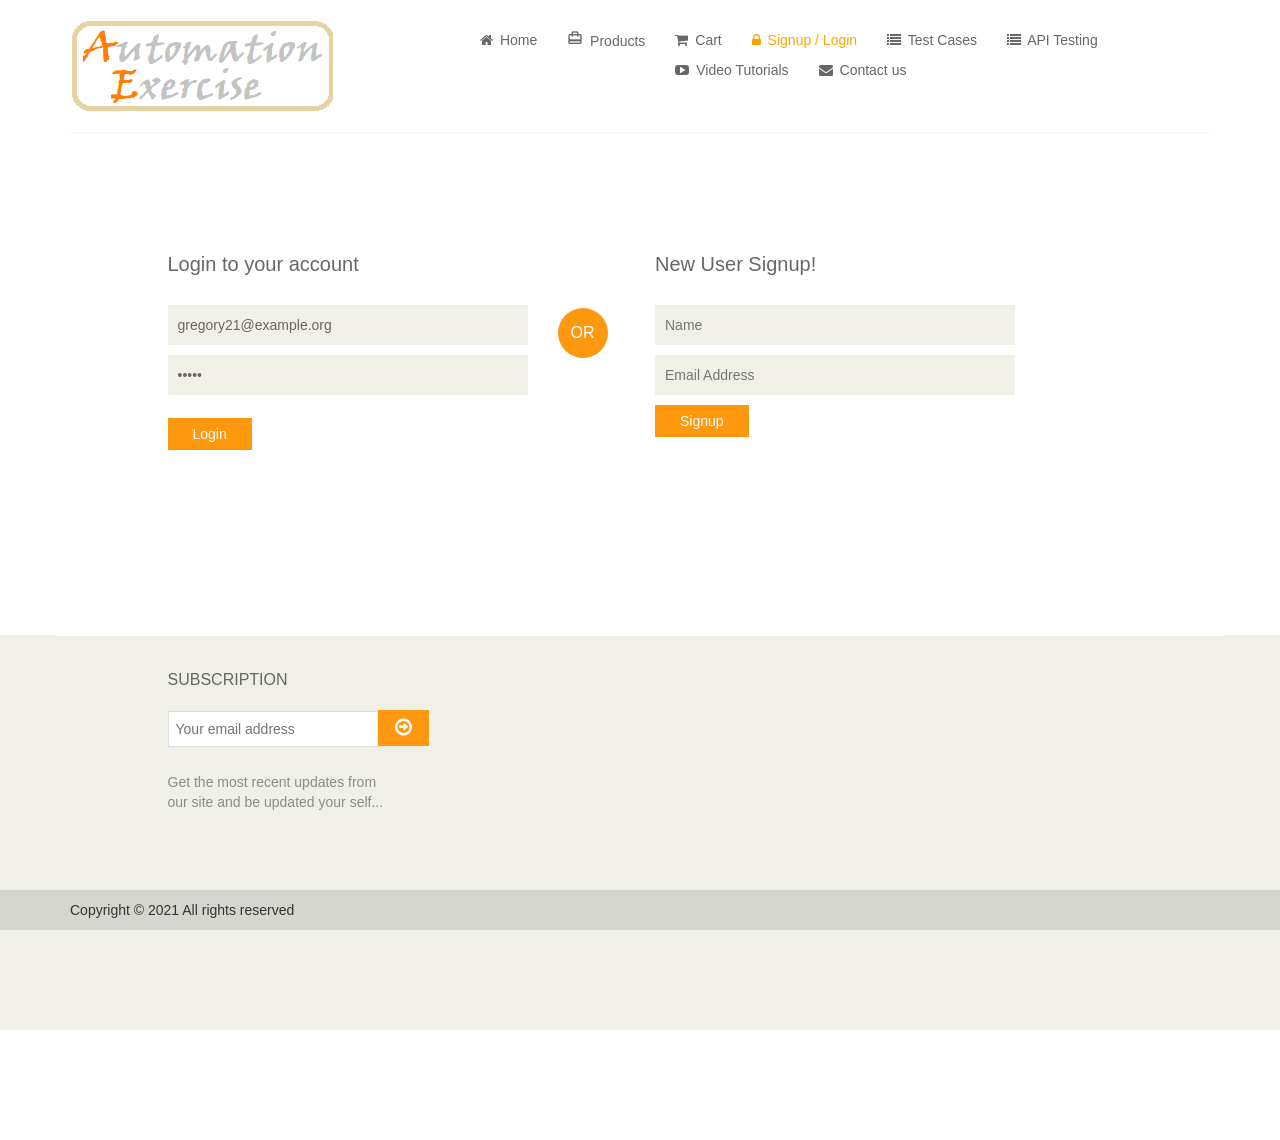 Automation
Exercise
Home
Products
Cart
Signup / Login
Test Cases
API Testing
Video Tutorials
Contact us
Login to your account
gregory21@example.org
•••••
Login
OR
New User Signup!
Name
Email Address
Signup
SUBSCRIPTION
Your email address
Get the most recent updates from
our site and be updated your self...
Copyright © 2021 All rights reserved